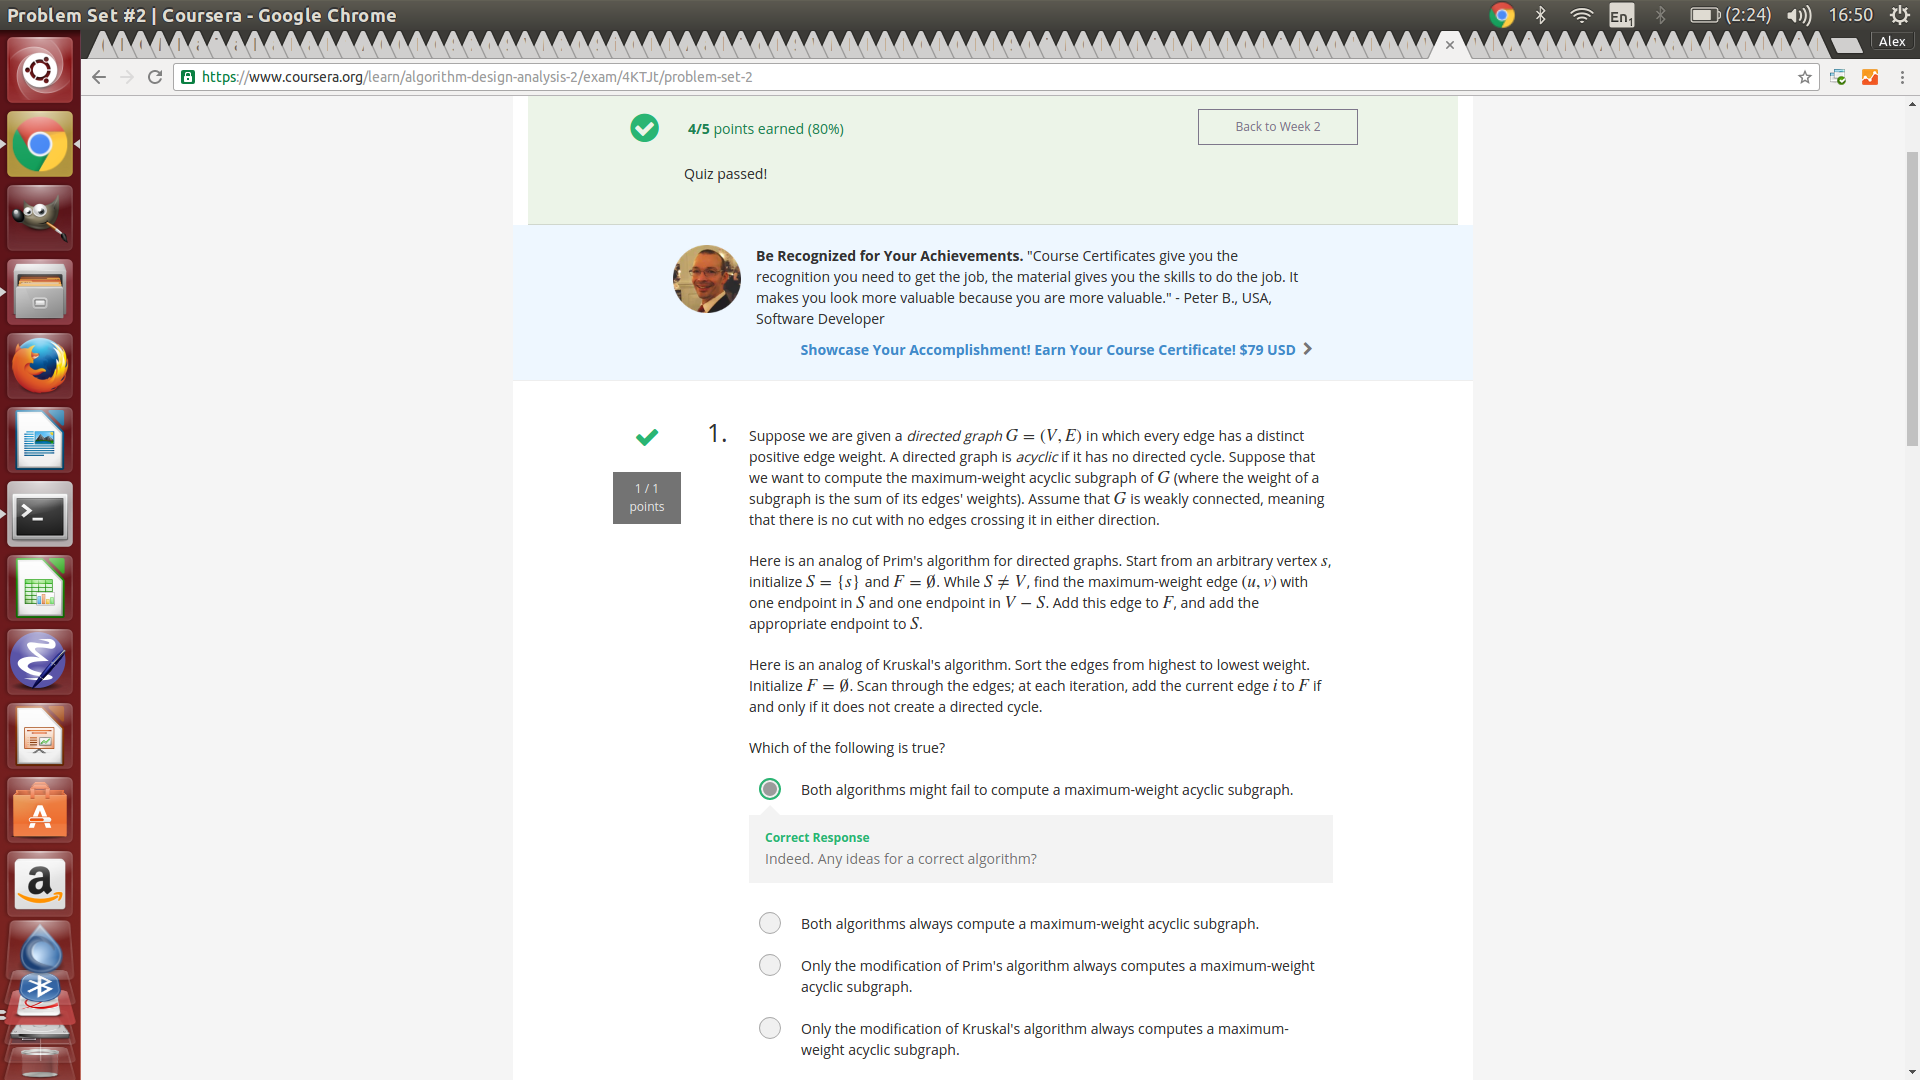 Problem Set #2 | Coursera - Google Chrome
En1
(2:24)
16:50
Alex
https://www.coursera.org/learn/algorithm-design-analysis-2/exam/4KTJt/problem-set-2
4/5 points earned (80%)
Back to Week 2
Quiz passed!
Be Recognized for Your Achievements. "Course Certificates give you the
recognition you need to get the job, the material gives you the skills to do the job. It
makes you look more valuable because you are more valuable." - Peter B., USA,
Software Developer
Showcase Your Accomplishment! Earn Your Course Certificate! $79 USD
1.
1 / 1
points
Suppose we are given a directed graph G = (V, E) in which every edge has a distinct
positive edge weight. A directed graph is acyclic if it has no directed cycle. Suppose that
we want to compute the maximum-weight acyclic subgraph of G (where the weight of a
subgraph is the sum of its edges' weights). Assume that G is weakly connected, meaning
that there is no cut with no edges crossing it in either direction.
Here is an analog of Prim's algorithm for directed graphs. Start from an arbitrary vertex s,
initialize S = {s} and F = ∅. While S ≠ V, find the maximum-weight edge (u, v) with
one endpoint in S and one endpoint in V − S. Add this edge to F, and add the
appropriate endpoint to S.
Here is an analog of Kruskal's algorithm. Sort the edges from highest to lowest weight.
Initialize F = ∅. Scan through the edges; at each iteration, add the current edge i to F if
and only if it does not create a directed cycle.
Which of the following is true?
Both algorithms might fail to compute a maximum-weight acyclic subgraph.
Correct Response
Indeed. Any ideas for a correct algorithm?
Both algorithms always compute a maximum-weight acyclic subgraph.
Only the modification of Prim's algorithm always computes a maximum-weight
acyclic subgraph.
Only the modification of Kruskal's algorithm always computes a maximum-
weight acyclic subgraph.